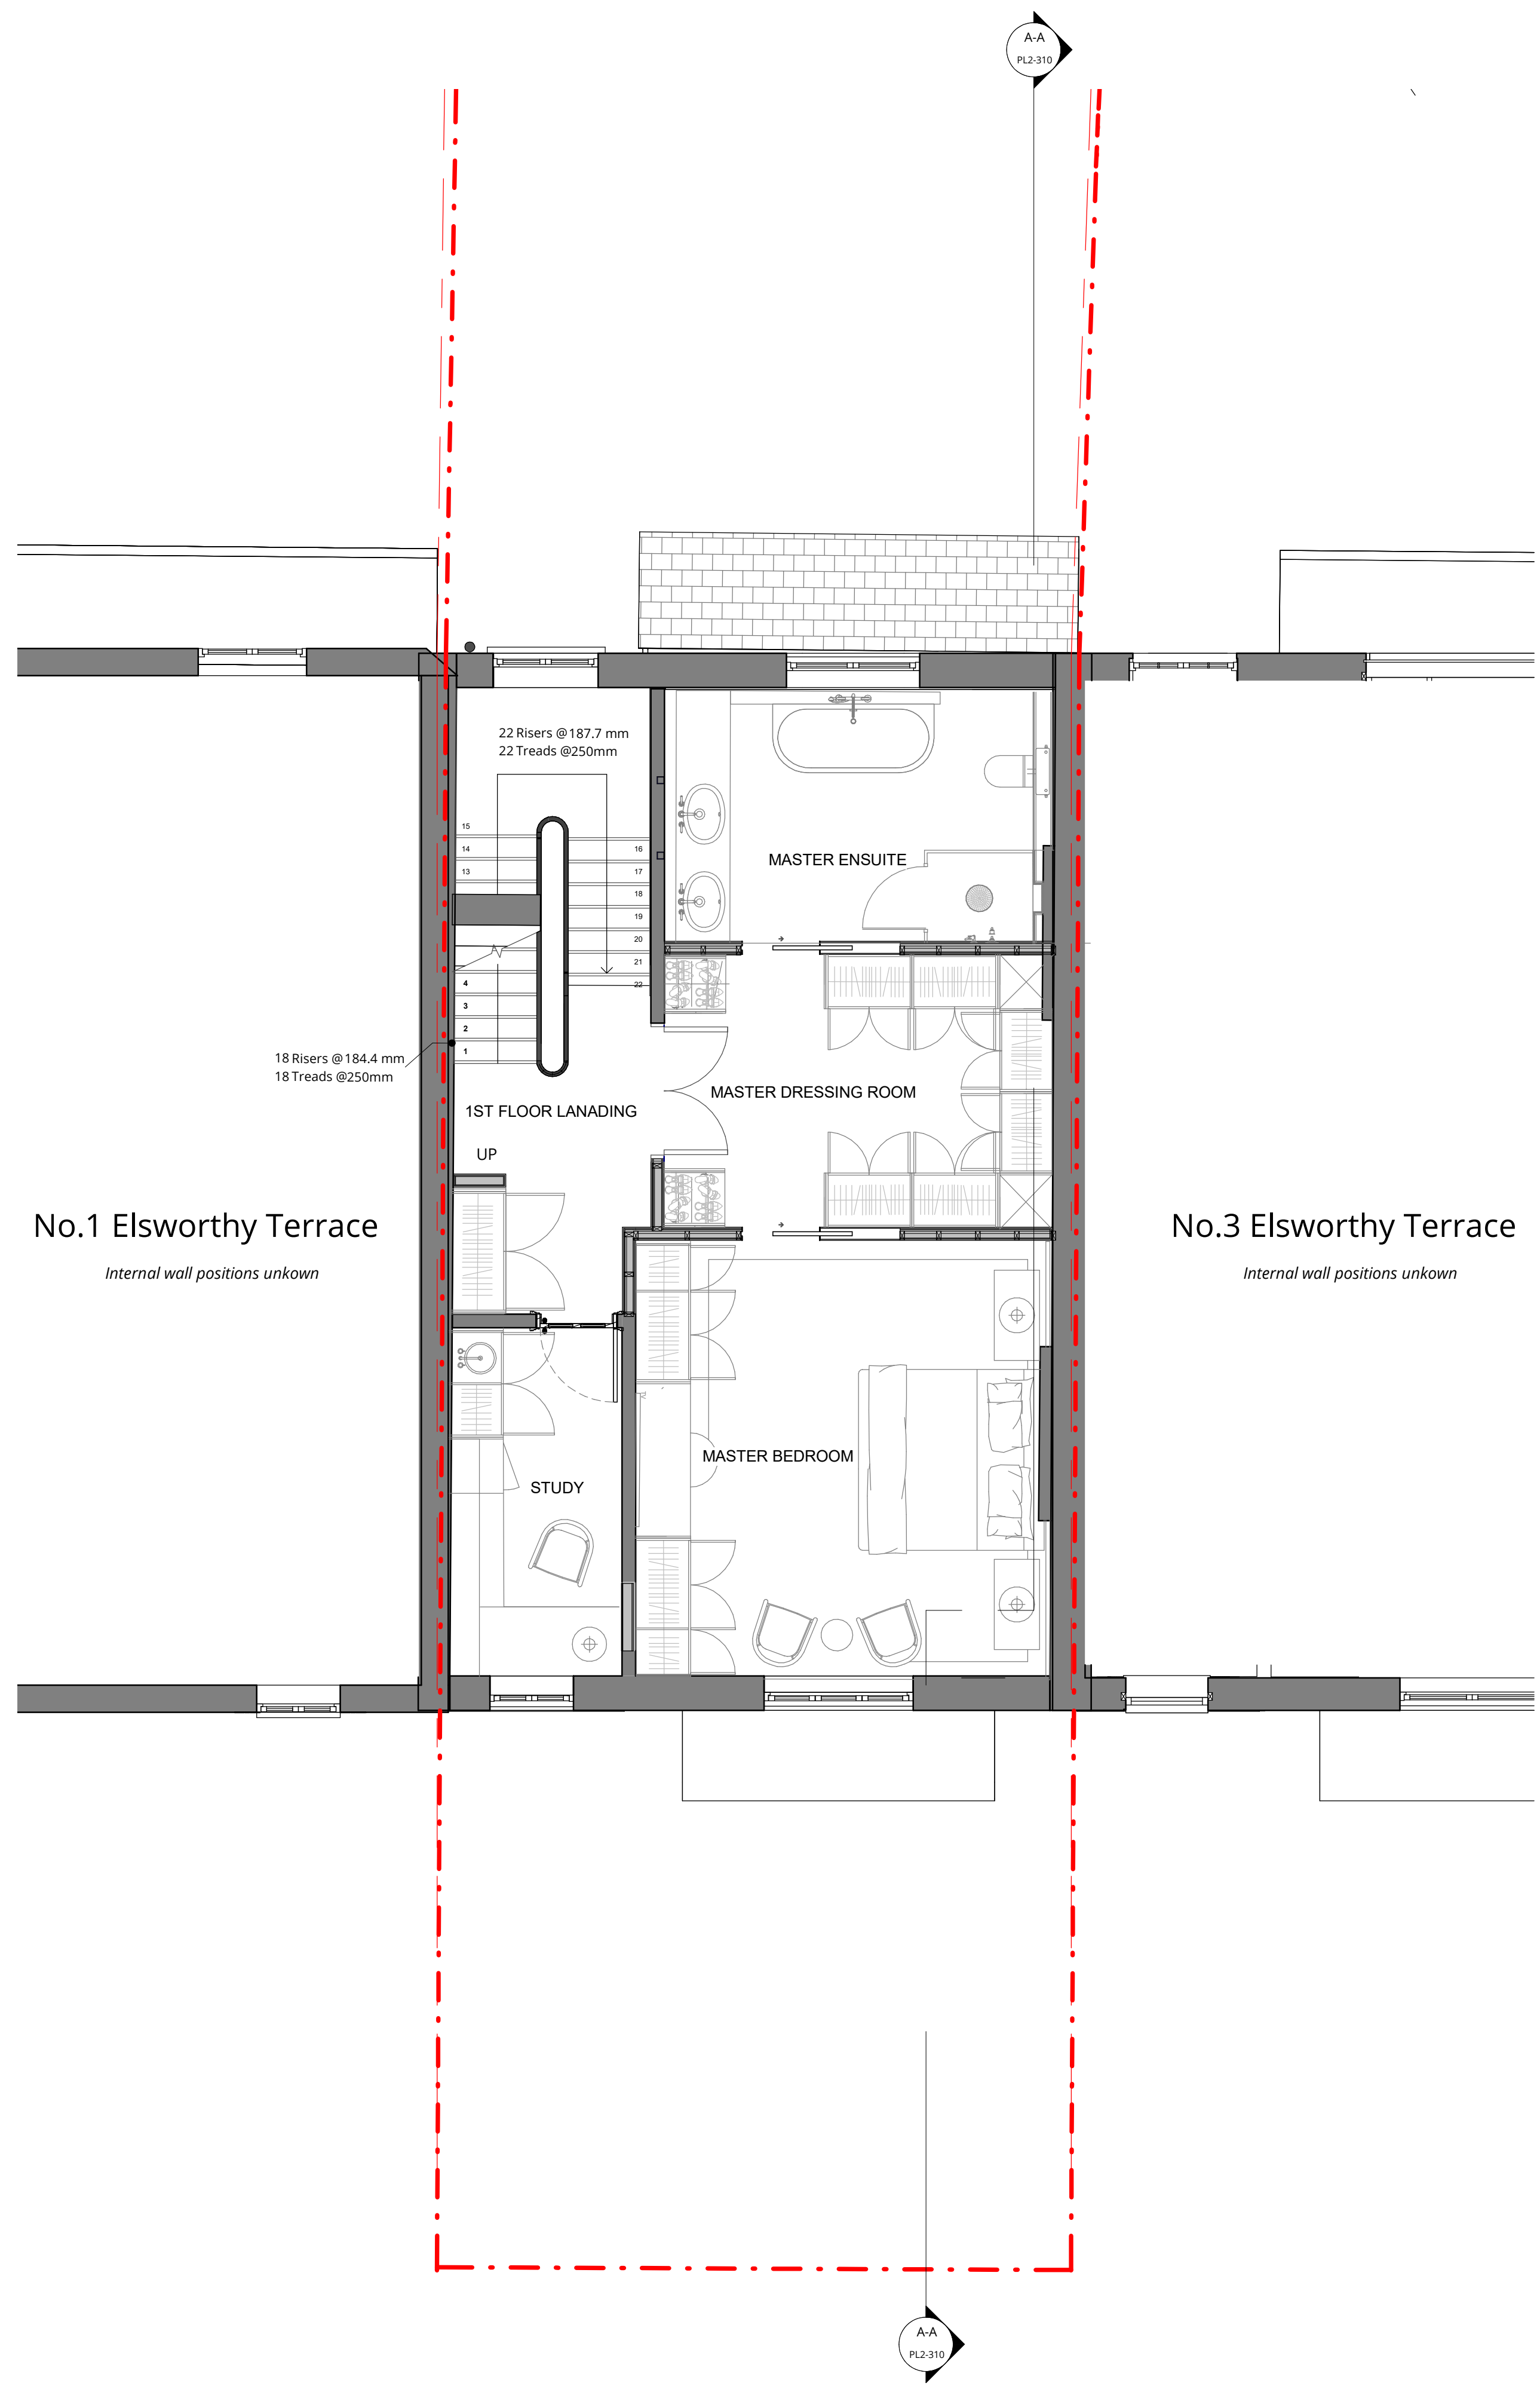 A-A
PL2-310
22 Risers @187.7 mm
22 Treads @250mm
15
14
13
16
17
18
19
20
21
22
4
3
2
1
MASTER ENSUITE
18 Risers @184.4 mm
18 Treads @250mm
MASTER DRESSING ROOM
1ST FLOOR LANADING
UP
No.1 Elsworthy Terrace
Internal wall positions unkown
No.3 Elsworthy Terrace
Internal wall positions unkown
MASTER BEDROOM
STUDY
A-A
PL2-310